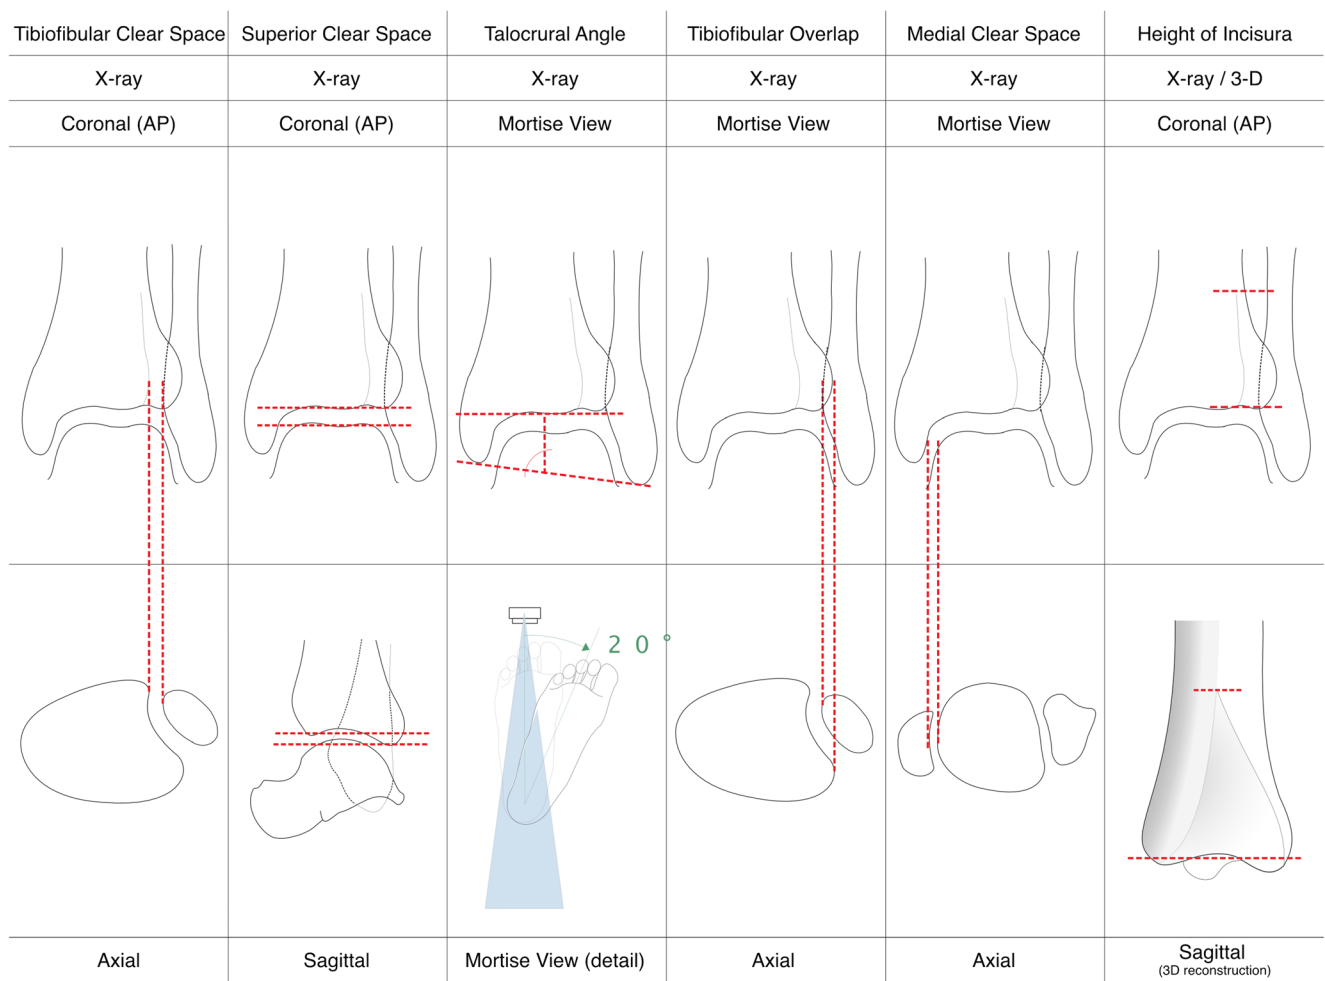 Tibiofibular Clear Space Superior Clear Space Talocrural Angle Tibiofibular Overlap Medial Clear Space Height of Incisura
X-ray X-ray X-ray X-ray X-ray X-ray / 3-D
Coronal (AP) Coronal (AP) Mortise View Mortise View Mortise View Coronal (AP)
20°
Axial Sagittal Mortise View (detail) Axial Axial Sagittal
(3D reconstruction)